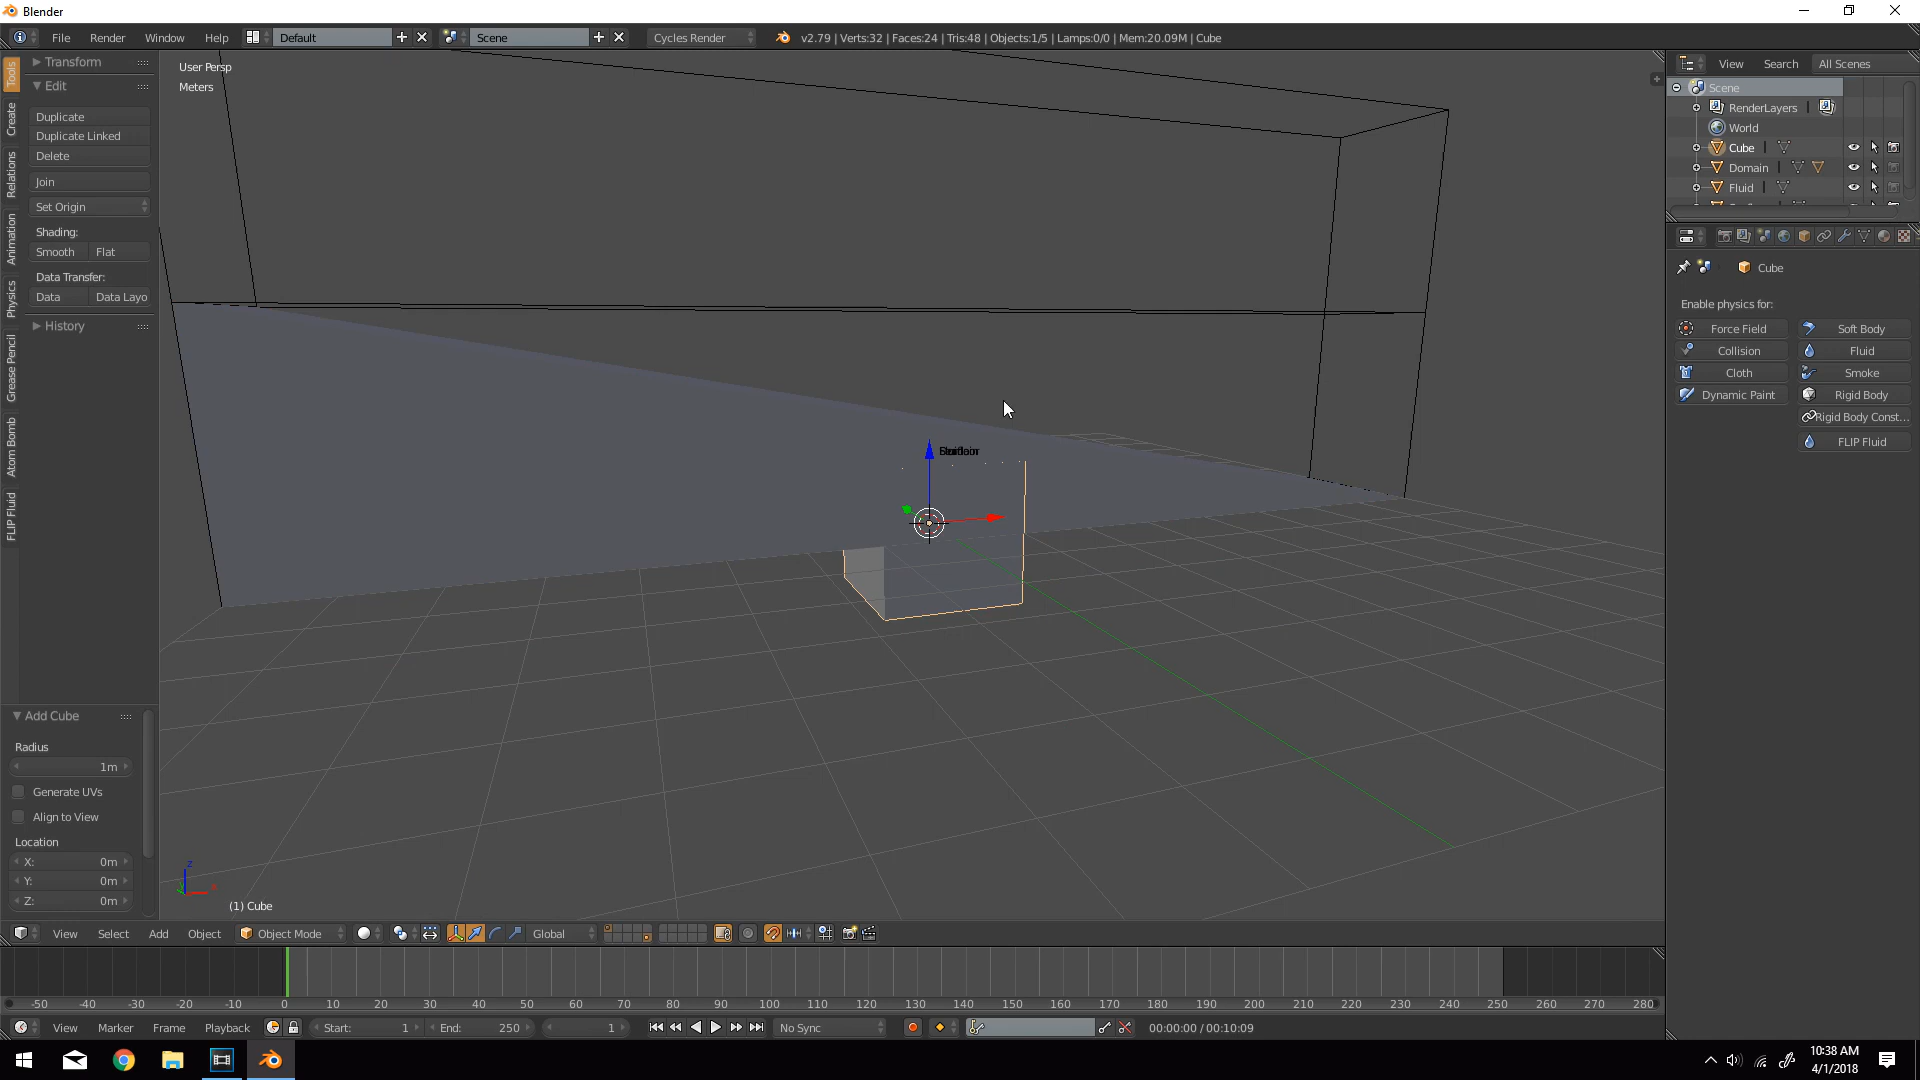 Blender
File Render Window Help Default Scene Cycles Render v2.79 | Verts:32 | Faces:24 | Tris:48 | Objects:1/5 | Lamps:0/0 | Mem:20.09M | Cube
Tools
Create
Relations
Animation
Physics
Grease Pencil
Atom Bomb
FLIP Fluid
Transform
Edit
Duplicate
Duplicate Linked
Delete
Join
Set Origin
Shading:
Smooth Flat
Data Transfer:
Data Data Layo
History
Add Cube
Radius
1m
Generate UVs
Align to View
Location
X: 0m
Y: 0m
Z: 0m
User Persp
Meters
z
(1) Cube
View Search All Scenes
Scene
RenderLayers
World
Cube
Domain
Fluid
Cube
Enable physics for:
Force Field Soft Body
Collision Fluid
Cloth Smoke
Dynamic Paint Rigid Body
Rigid Body Const...
FLIP Fluid
View Select Add Object Object Mode Global
-50 -40 -30 -20 -10 0 10 20 30 40 50 60 70 80 90 100 110 120 130 140 150 160 170 180 190 200 210 220 230 240 250 260 270 280
View Marker Frame Playback Start: 1 End: 250 1 No Sync 00:00:00 / 00:10:09
10:38 AM
4/1/2018